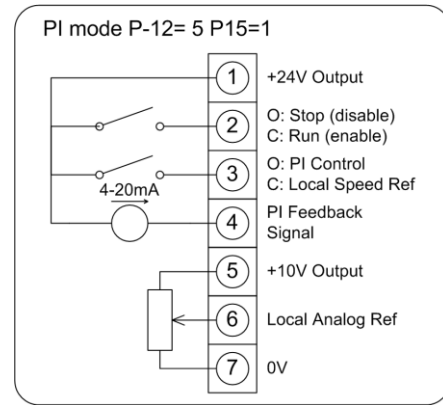 PI mode P-12= 5 P15=1
1 +24V Output
2 O: Stop (disable)
C: Run (enable)
3 O: PI Control
C: Local Speed Ref
4-20mA
4 PI Feedback
Signal
5 +10V Output
6 Local Analog Ref
7 0V